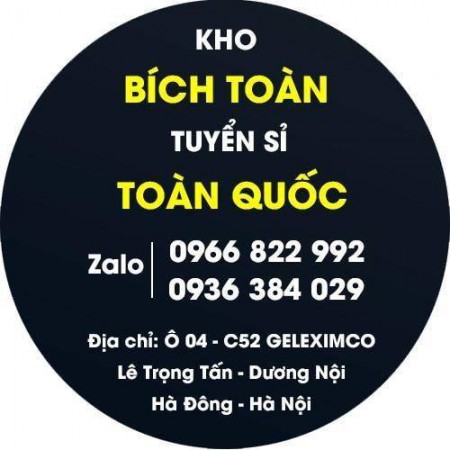 KHO
BÍCH TOÀN
TUYỂN SỈ
TOÀN QUỐC
Zalo
0966 822 992
0936 384 029
Địa chỉ: Ô 04 - C52 GELEXIMCO
Lê Trọng Tấn - Dương Nội
Hà Đông - Hà Nội